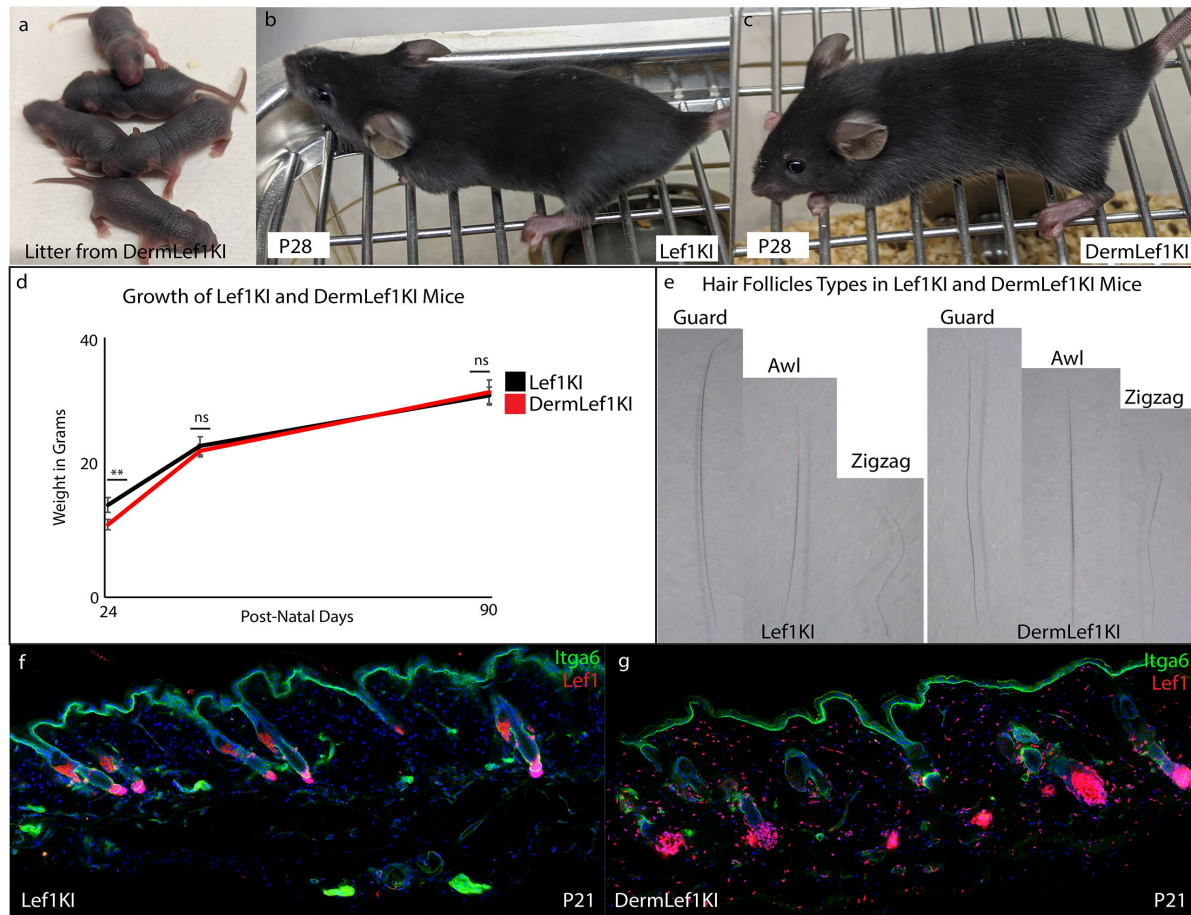 a
b
c
Litter from DermLef1KI
P28
Lef1KI
P28
DermLef1KI
d
Growth of Lef1KI and DermLef1KI Mice
40
20
0
Weight in Grams
**
ns
ns
Lef1KI
DermLef1KI
24
90
Post-Natal Days
e
Hair Follicles Types in Lef1KI and DermLef1KI Mice
Guard
Awl
Zigzag
Lef1KI
Guard
Awl
Zigzag
DermLef1KI
f
Itga6
Lef1
Lef1KI
P21
g
Itga6
Lef1
DermLef1KI
P21